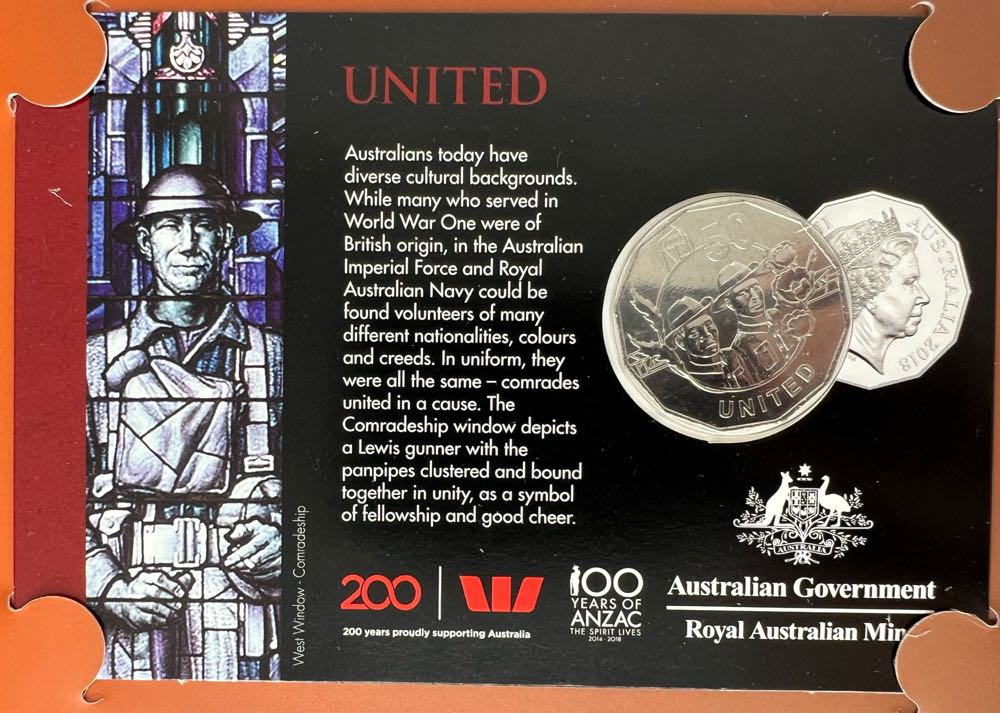 UNITED
Australians today have
diverse cultural backgrounds.
While many who served in
World War One were of
British origin, in the Australian
Imperial Force and Royal
Australian Navy could be
found volunteers of many
different nationalities, colours
and creeds. In uniform, they
were all the same – comrades
united in a cause. The
Comradeship window depicts
a Lewis gunner with the
panpipes clustered and bound
together in unity, as a symbol
of fellowship and good cheer.
West Window - Comradeship
50
UNITED
AUSTRALIA 2018
AUSTRALIA
200
200 years proudly supporting Australia
100
YEARS OF
ANZAC
THE SPIRIT LIVES
2014 - 2018
Australian Government
Royal Australian Min